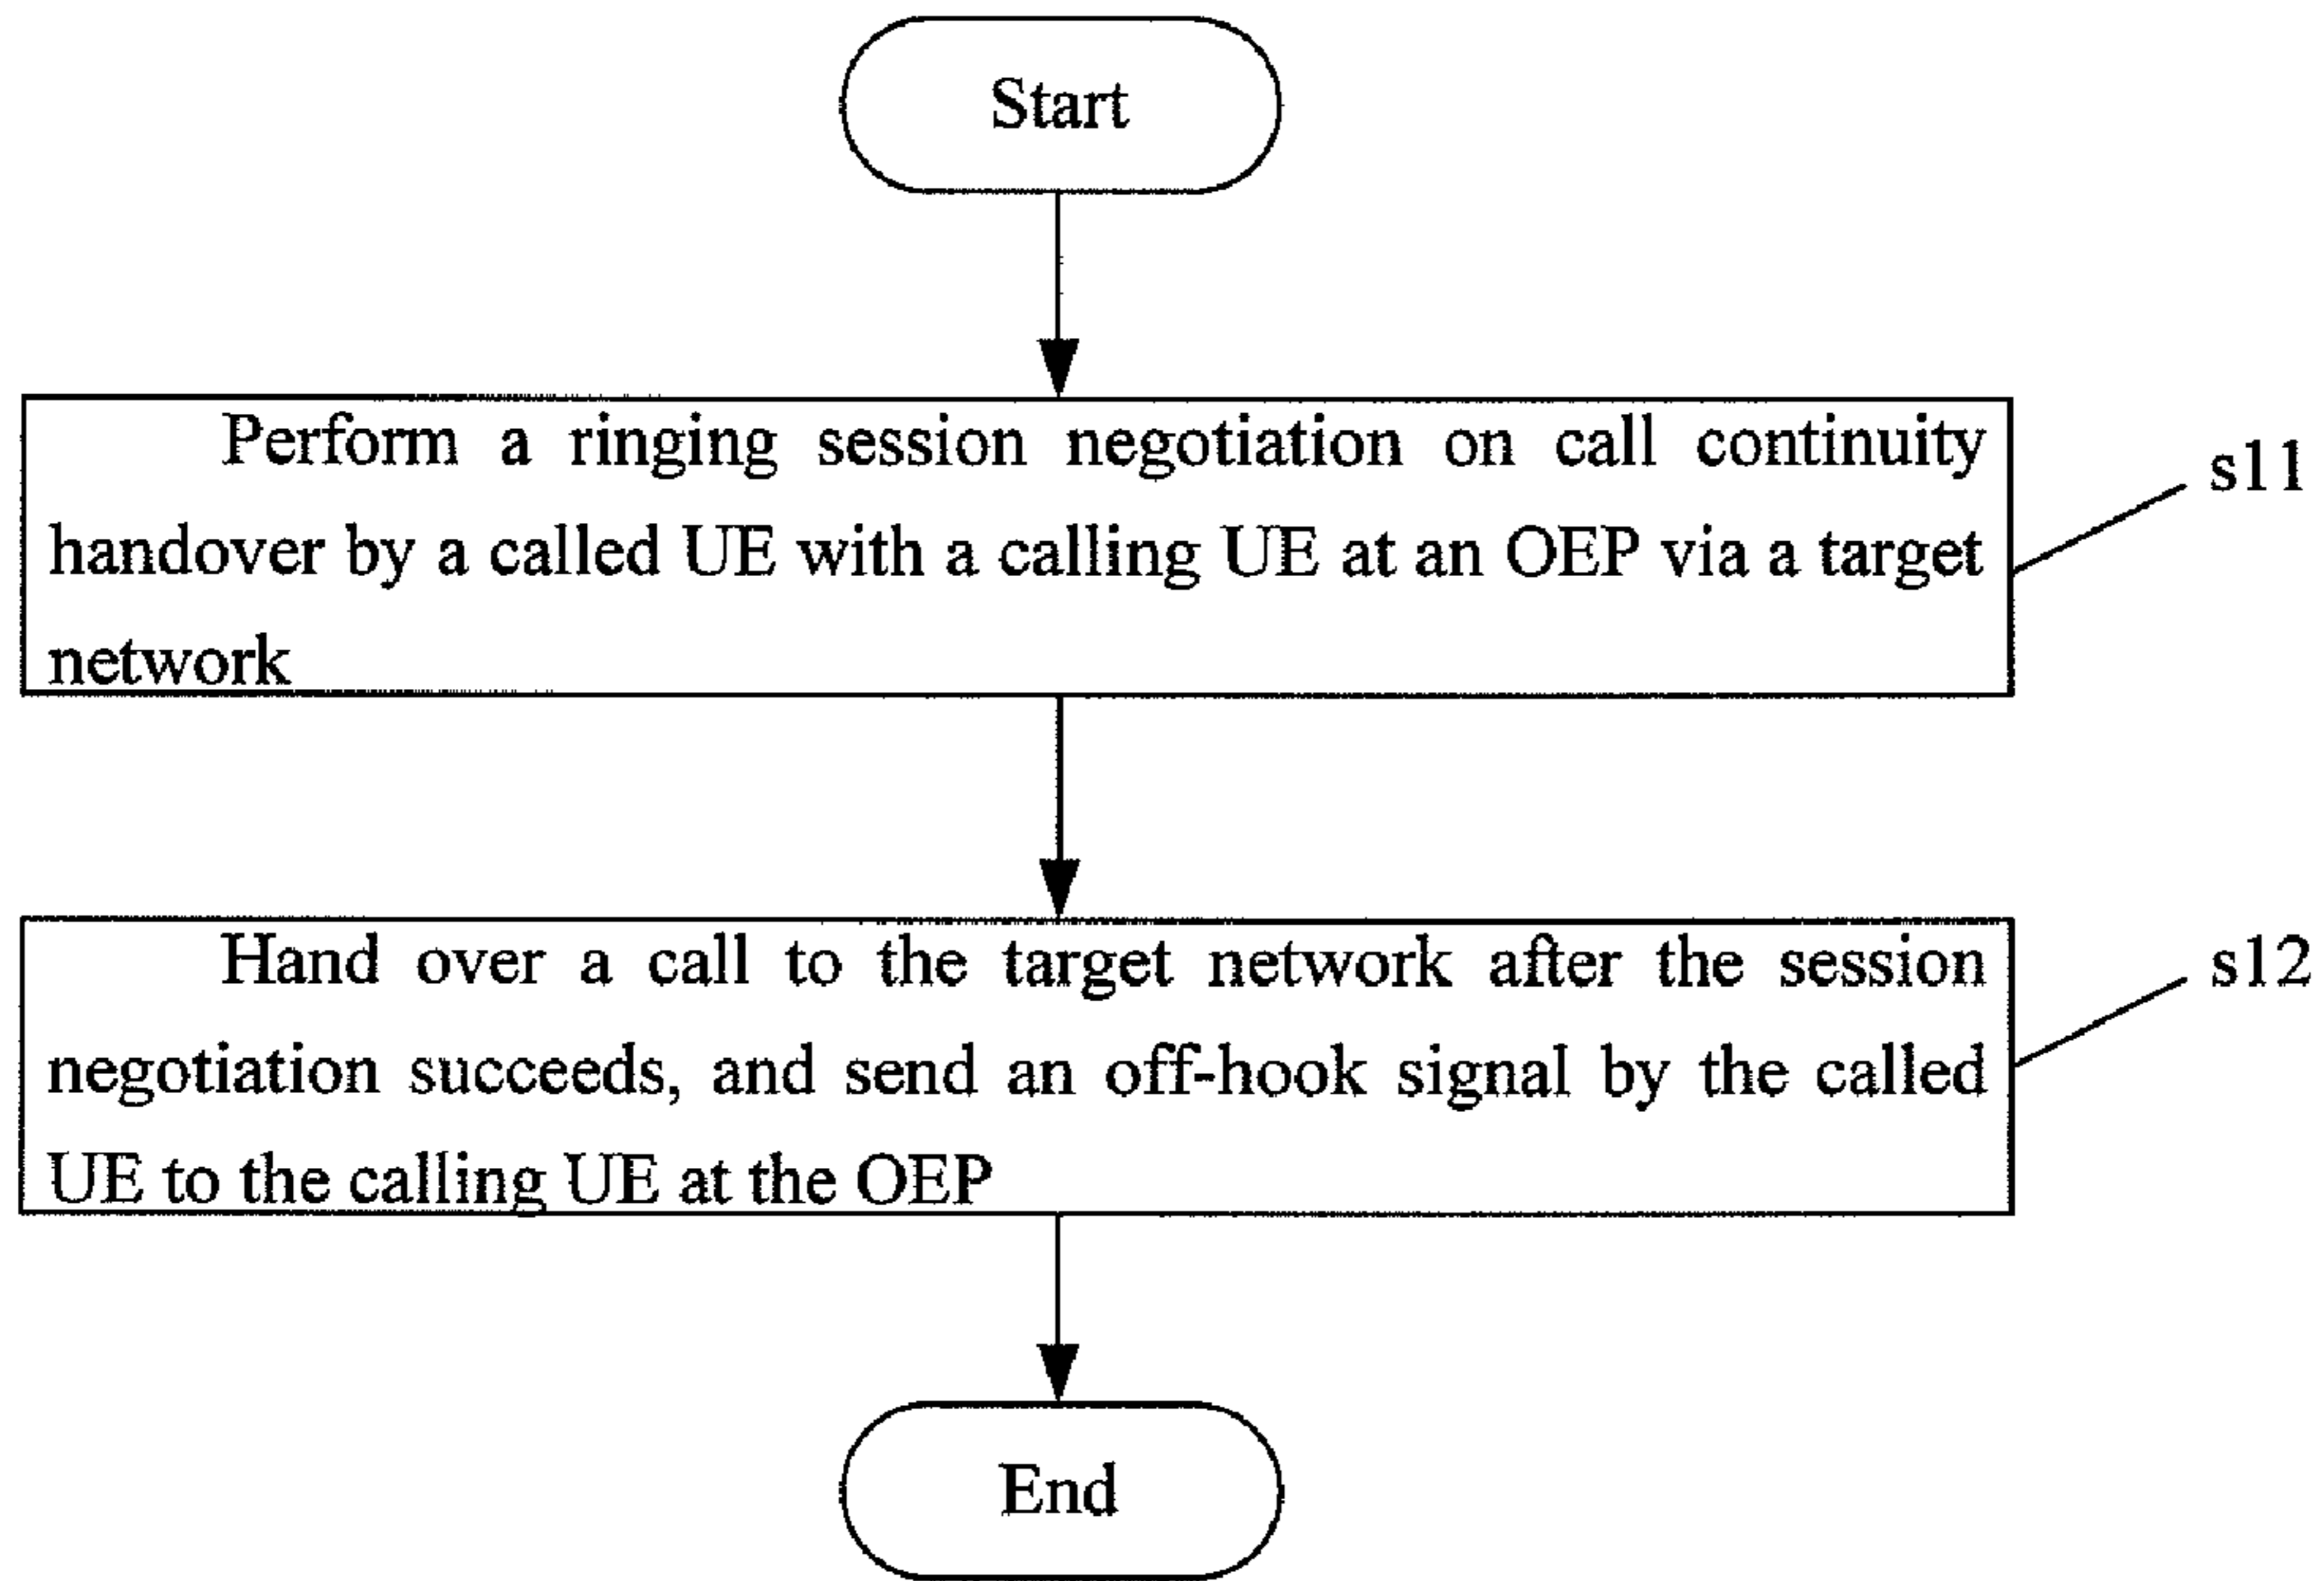 Start
Perform a ringing session negotiation on call continuity
handover by a called UE with a calling UE at an OEP via a target
network
s11
Hand over a call to the target network after the session
negotiation succeeds, and send an off-hook signal by the called
UE to the calling UE at the OEP
s12
End